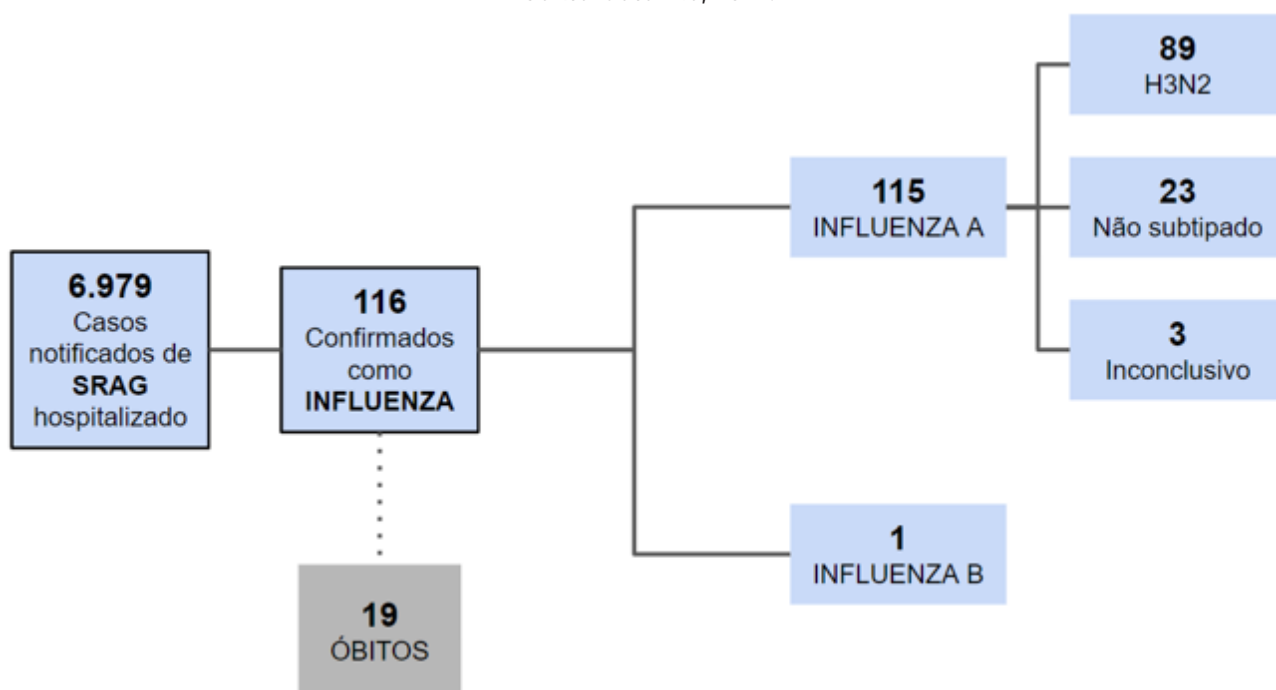 6.979
Casos
notificados de
SRAG
hospitalizado
116
Confirmados
como
INFLUENZA
19
ÓBITOS
115
INFLUENZA A
1
INFLUENZA B
89
H3N2
23
Não subtipado
3
Inconclusivo